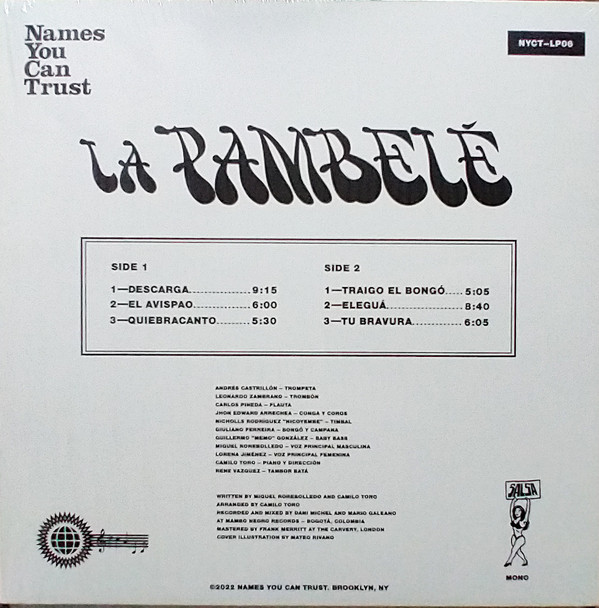 Names
You
Can
Trust
NYCT-LP06
LA PAMBELÉ
SIDE 1
1—DESCARGA.....................9:15
2—EL AVISPAO...................6:00
3—QUIEBRACANTO...........5:30
SIDE 2
1—TRAIGO EL BONGÓ.....5:05
2—ELEGUÁ..........................8:40
3—TU BRAVURA.................6:05
ANDRÉS CASTRILLÓN – TROMPETA
LEONARDO ZAMBRANO – TROMBÓN
CARLOS PINEDA – FLAUTA
JHON EDWARD ARRECHEA – CONGA Y COROS
NICHOLLS RODRÍGUEZ "NICOYEMBE" – TIMBAL
GIULIANO FERREIRA – BONGÓ Y CAMPANA
GUILLERMO "MEMO" GONZÁLEZ – BABY BASS
MIGUEL NOREBOLLEDO – VOZ PRINCIPAL MASCULINA
LORENA JIMÉNEZ – VOZ PRINCIPAL FEMENINA
CAMILO TORO – PIANO Y DIRECCIÓN
RENE VAZQUEZ – TAMBOR BATÁ
WRITTEN BY MIGUEL NOREBOLLEDO AND CAMILO TORO
ARRANGED BY CAMILO TORO
RECORDED AND MIXED BY DANI MICHEL AND MARIO GALEANO
AT MAMBO NEGRO RECORDS – BOGOTÁ, COLOMBIA
MASTERED BY FRANK MERRITT AT THE CARVERY, LONDON
COVER ILLUSTRATION BY MATEO RIVANO
SALSA
MONO
©2022 NAMES YOU CAN TRUST. BROOKLYN, NY